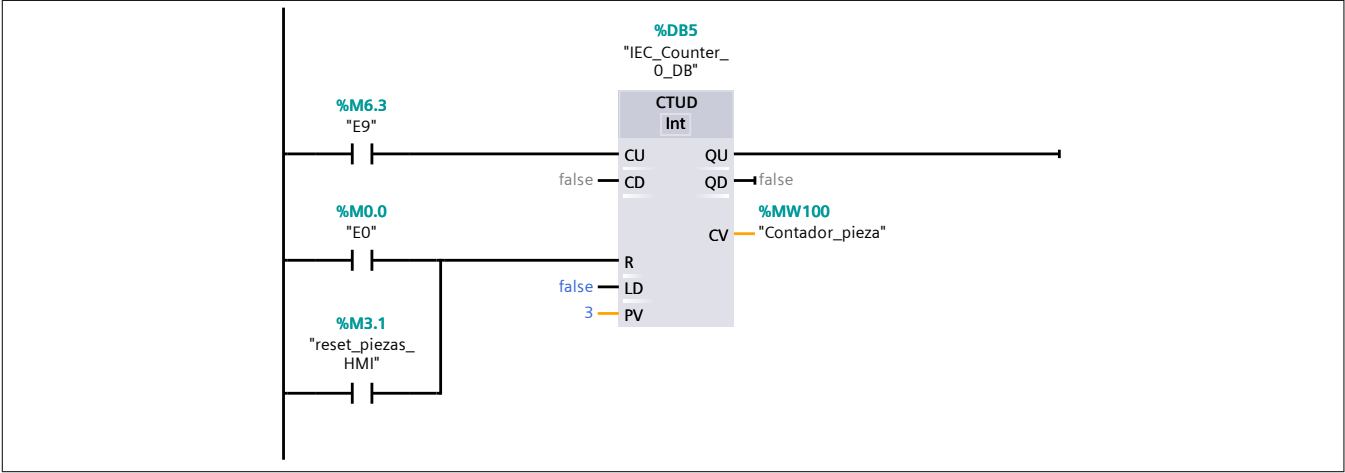 %DB5
"IEC_Counter_
0_DB"
CTUD
Int
%M6.3
"E9"
CU
QU
false
CD
QD
false
%M0.0
"E0"
%MW100
CV
"Contador_pieza"
R
false
LD
3
PV
%M3.1
"reset_piezas_
HMI"